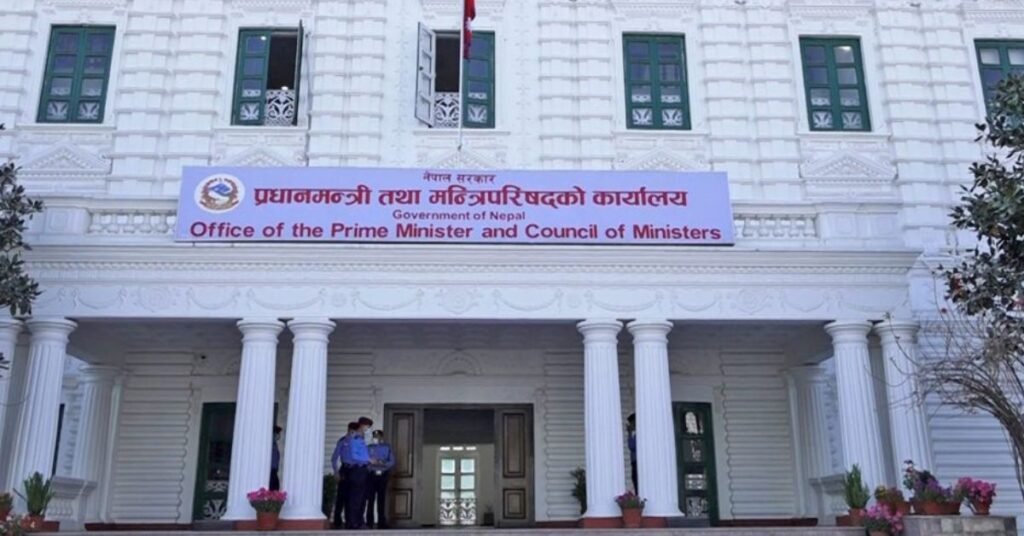 नेपाल सरकार
प्रधानमन्त्री तथा मन्त्रिपरिषद्को कार्यालय
Government of Nepal
Office of the Prime Minister and Council of Ministers